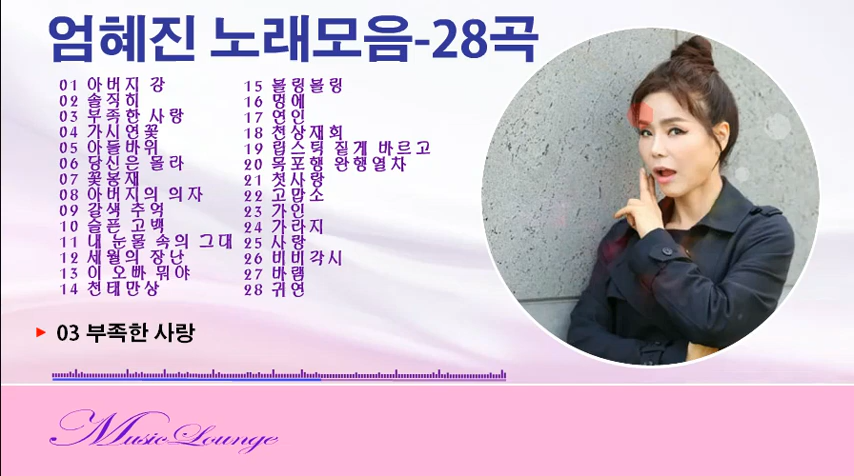 엄혜진 노래모음-28곡
01 아버지 강
02 솔직히
03 부족한 사랑
04 가시연꽃
05 아들바위
06 당신은 몰라
07 꽃봉재
08 아버지의 의자
09 갈색 추억
10 슬픈 고백
11 내 눈물 속의 그대
12 세월의 장난
13 이 오빠 뭐야
14 천태만상
15 볼링볼링
16 멍에
17 연인
18 천상재회
19 립스틱 짙게 바르고
20 목포행 완행열차
21 첫사랑
22 고맙소
23 가인
24 가라지
25 사랑
26 비비각시
27 바램
28 귀연
03 부족한 사랑
Music Lounge